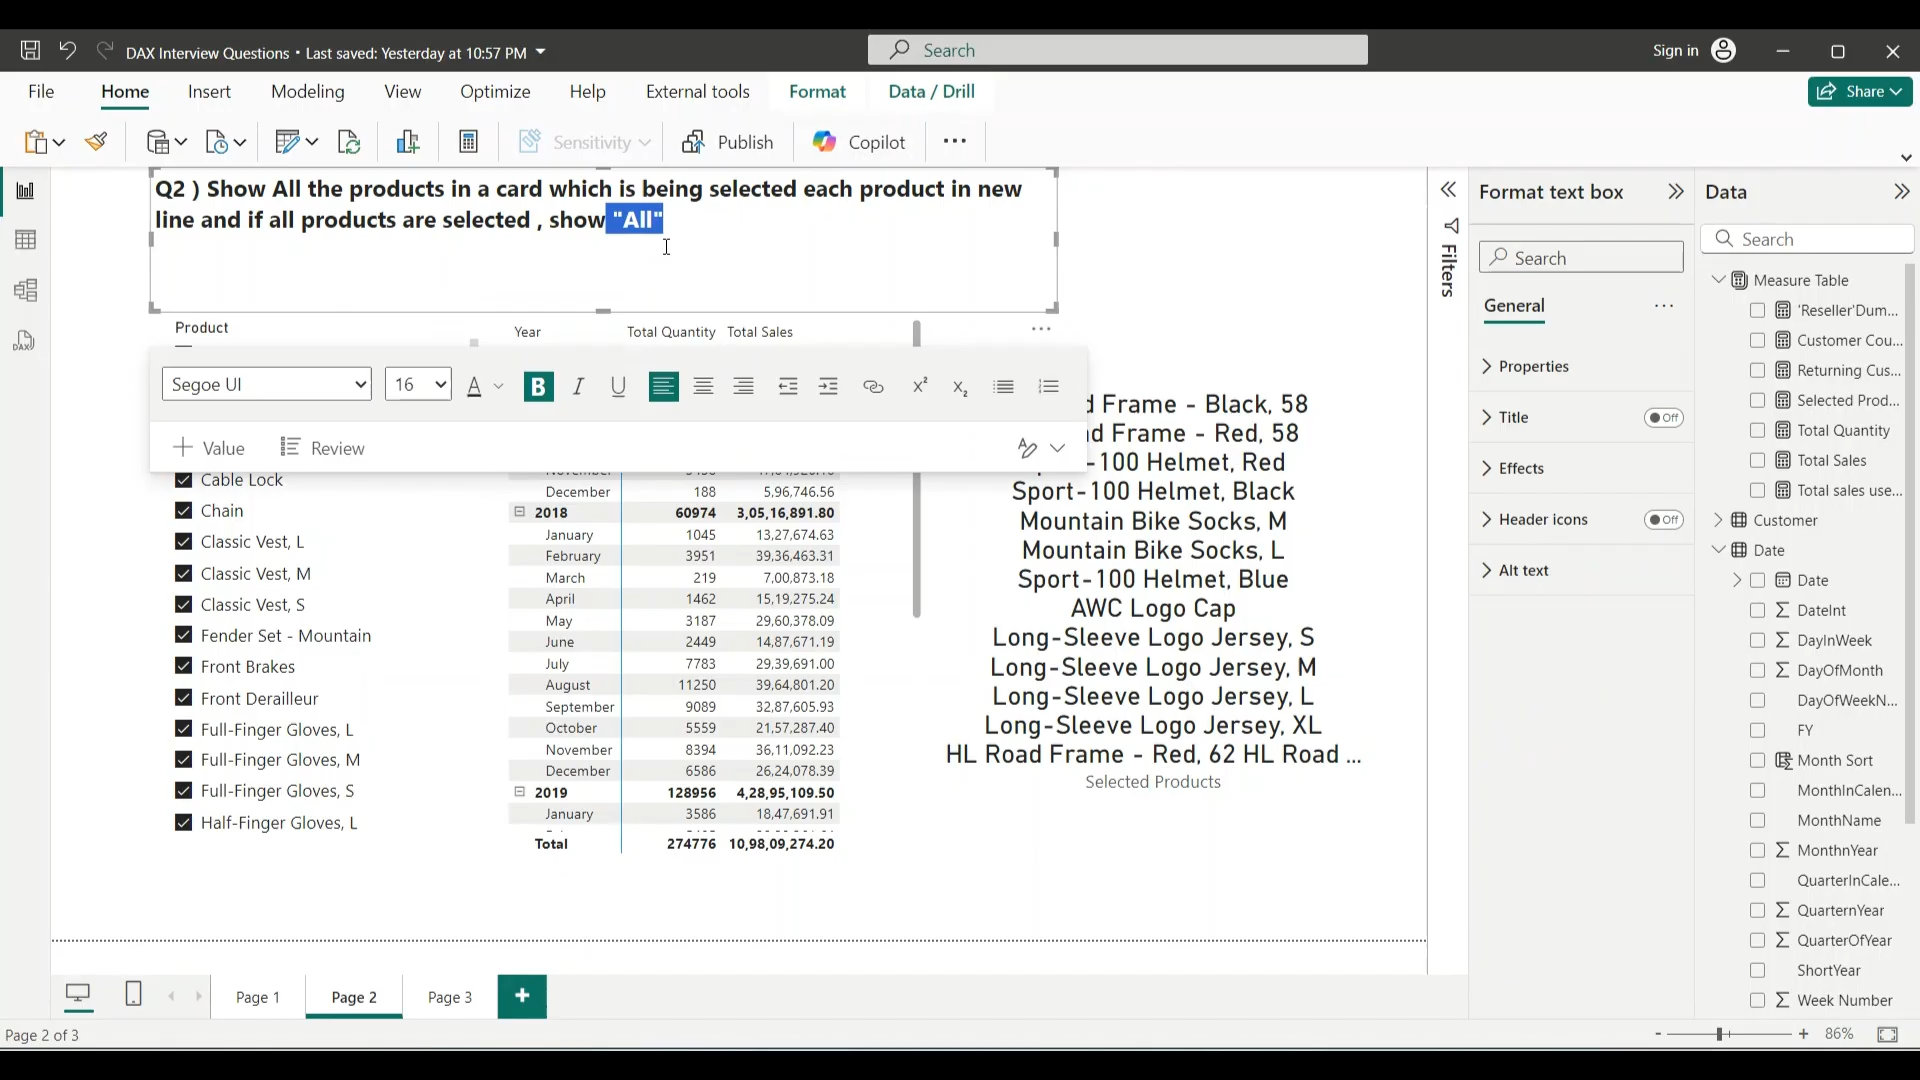 DAX Interview Questions • Last saved: Yesterday at 10:57 PM
Search
Sign in
File Home Insert Modeling View Optimize Help External tools Format Data / Drill
Share
Sensitivity
Publish
Copilot
Q2 ) Show All the products in a card which is being selected each product in new
line and if all products are selected , show "All"
Product
Cable Lock
Chain
Classic Vest, L
Classic Vest, M
Classic Vest, S
Fender Set - Mountain
Front Brakes
Front Derailleur
Full-Finger Gloves, L
Full-Finger Gloves, M
Full-Finger Gloves, S
Half-Finger Gloves, L
Segoe UI 16
Value Review
Year Total Quantity Total Sales
December 188 5,96,746.56
2018 60974 3,05,16,891.80
January 1045 13,27,674.63
February 3951 39,36,463.31
March 219 7,00,873.18
April 1462 15,19,275.24
May 3187 29,60,378.09
June 2449 14,87,671.19
July 7783 29,39,691.00
August 11250 39,64,801.20
September 9089 32,87,605.93
October 5559 21,57,287.40
November 8394 36,11,092.23
December 6586 26,24,078.39
2019 128956 4,28,95,109.50
January 3586 18,47,691.91
Total 274776 10,98,09,274.20
d Frame - Black, 58
d Frame - Red, 58
-100 Helmet, Red
Sport-100 Helmet, Black
Mountain Bike Socks, M
Mountain Bike Socks, L
Sport-100 Helmet, Blue
AWC Logo Cap
Long-Sleeve Logo Jersey, S
Long-Sleeve Logo Jersey, M
Long-Sleeve Logo Jersey, L
Long-Sleeve Logo Jersey, XL
HL Road Frame - Red, 62 HL Road ...
Selected Products
Filters
Format text box
Search
General
Properties
Title Off
Effects
Header icons Off
Alt text
Data
Search
Measure Table
'Reseller'Dum...
Customer Cou...
Returning Cus...
Selected Prod...
Total Quantity
Total Sales
Total sales use...
Customer
Date
Date
DateInt
DayInWeek
DayOfMonth
DayOfWeekN...
FY
Month Sort
MonthInCalen...
MonthName
MonthnYear
QuarterInCale...
QuarternYear
QuarterOfYear
ShortYear
Week Number
Page 1 Page 2 Page 3
Page 2 of 3
86%